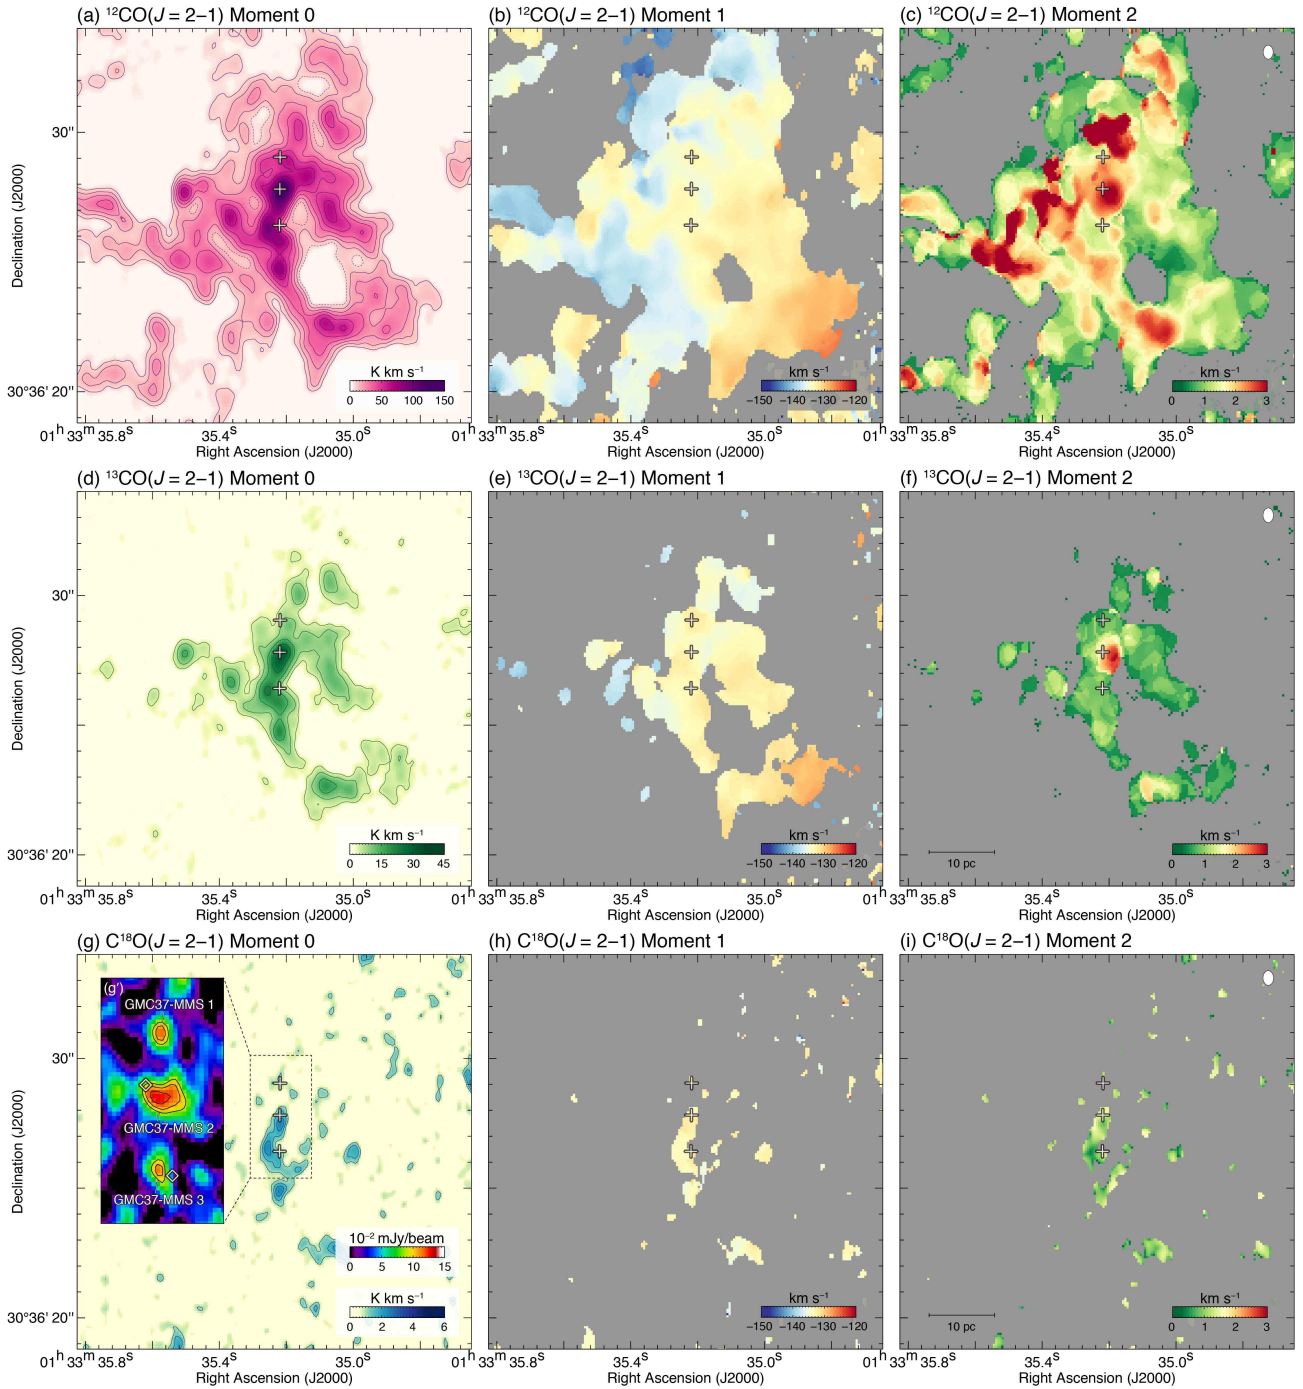 (a) ¹²CO(J = 2–1) Moment 0
(b) ¹²CO(J = 2–1) Moment 1
(c) ¹²CO(J = 2–1) Moment 2
Declination (J2000)
30''
30°36' 20''
K km s⁻¹
0 50 100 150
km s⁻¹
−150 −140 −130 −120
km s⁻¹
0 1 2 3
01ʰ 33ᵐ 35.8ˢ 35.4ˢ 35.0ˢ 01ʰ 33ᵐ 35.8ˢ 35.4ˢ 35.0ˢ 01ʰ 33ᵐ 35.8ˢ 35.4ˢ 35.0ˢ
Right Ascension (J2000)
Right Ascension (J2000)
Right Ascension (J2000)
(d) ¹³CO(J = 2–1) Moment 0
(e) ¹³CO(J = 2–1) Moment 1
(f) ¹³CO(J = 2–1) Moment 2
Declination (J2000)
30''
30°36' 20''
K km s⁻¹
0 15 30 45
km s⁻¹
−150 −140 −130 −120
10 pc
km s⁻¹
0 1 2 3
01ʰ 33ᵐ 35.8ˢ 35.4ˢ 35.0ˢ 01ʰ 33ᵐ 35.8ˢ 35.4ˢ 35.0ˢ 01ʰ 33ᵐ 35.8ˢ 35.4ˢ 35.0ˢ
Right Ascension (J2000)
Right Ascension (J2000)
Right Ascension (J2000)
(g) C¹⁸O(J = 2–1) Moment 0
(h) C¹⁸O(J = 2–1) Moment 1
(i) C¹⁸O(J = 2–1) Moment 2
Declination (J2000)
30''
30°36' 20''
(g')
GMC37-MMS 1
GMC37-MMS 2
GMC37-MMS 3
10⁻² mJy/beam
0 5 10 15
K km s⁻¹
0 2 4 6
km s⁻¹
−150 −140 −130 −120
10 pc
km s⁻¹
0 1 2 3
01ʰ 33ᵐ 35.8ˢ 35.4ˢ 35.0ˢ 01ʰ 33ᵐ 35.8ˢ 35.4ˢ 35.0ˢ 01ʰ 33ᵐ 35.8ˢ 35.4ˢ 35.0ˢ
Right Ascension (J2000)
Right Ascension (J2000)
Right Ascension (J2000)